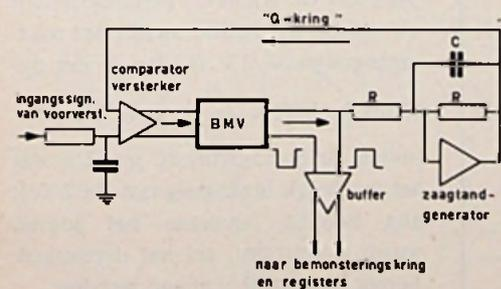 "Q-kring"
C
comparator
versterker
ingangssign.
van voorverst.
BMV
R
R
buffer
zaagtand-
generator
naar bemonsteringskring
en registers